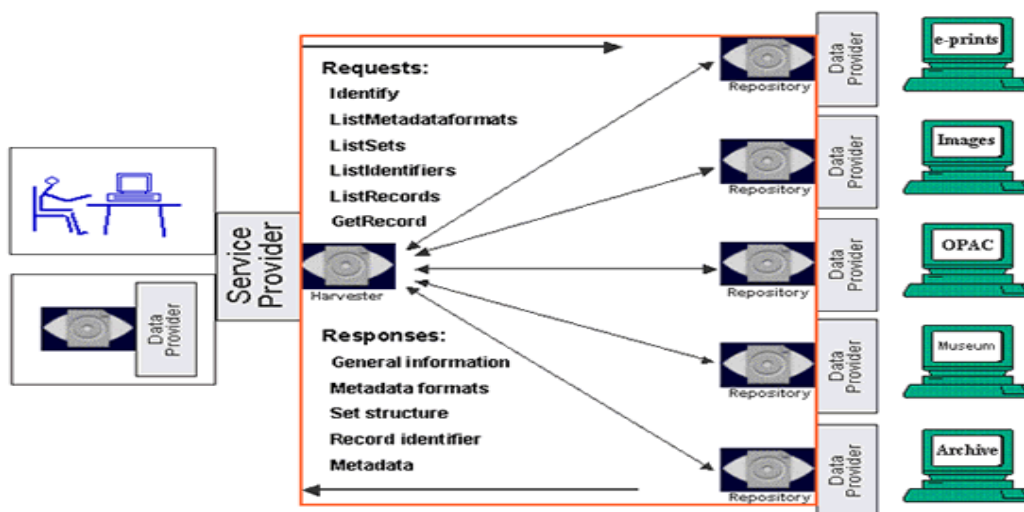 Requests:
Identify
ListMetadataformats
ListSets
ListIdentifiers
ListRecords
GetRecord
Service
Provider
Harvester
Data
Provider
Responses:
General information
Metadata formats
Set structure
Record identifier
Metadata
Repository
Data
Provider
e-prints
Repository
Data
Provider
Images
Repository
Data
Provider
OPAC
Repository
Data
Provider
Museum
Repository
Data
Provider
Archive